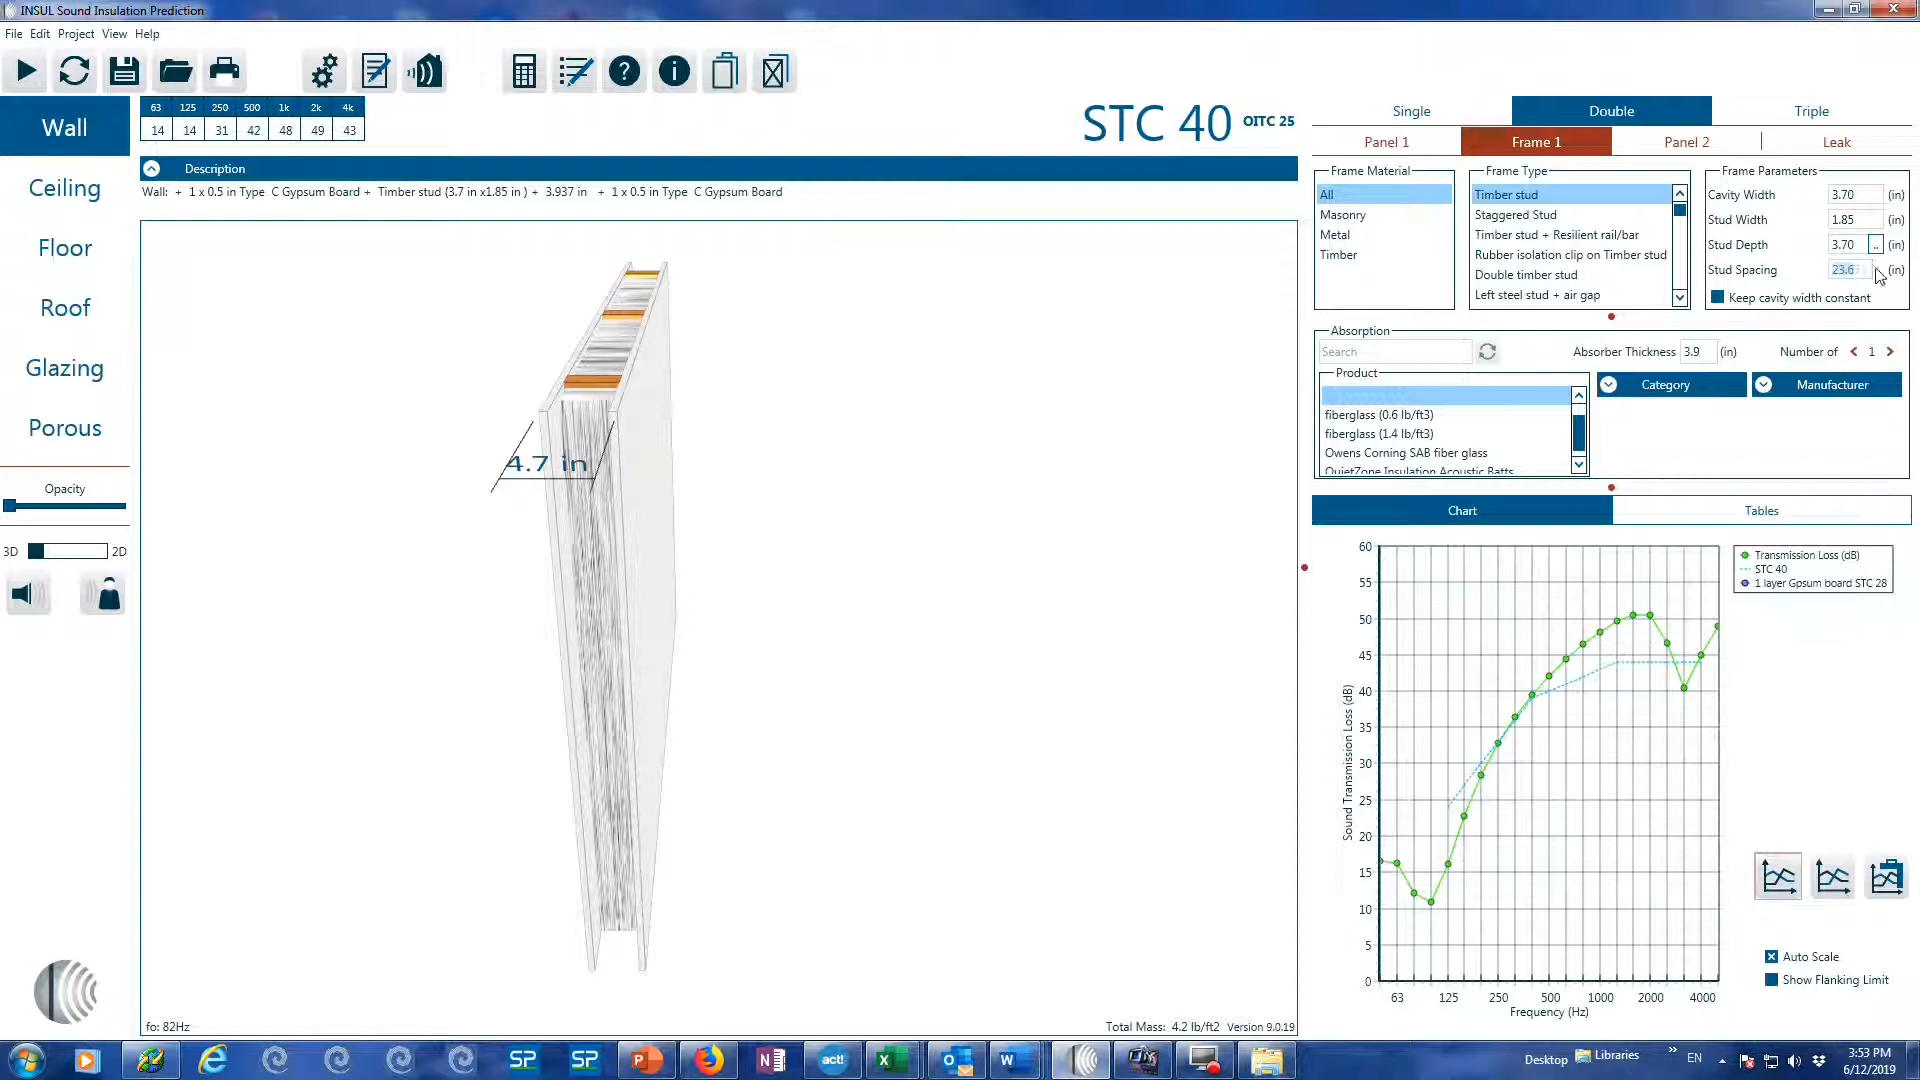 INSUL Sound Insulation Prediction
File Edit Project View Help
Wall
Ceiling
Floor
Roof
Glazing
Porous
Opacity
3D 2D
63 125 250 500 1k 2k 4k
14 14 31 42 48 49 43
STC 40 OITC 25
Description
Wall: + 1 x 0.5 in Type C Gypsum Board + Timber stud (3.7 in x1.85 in ) + 3.937 in + 1 x 0.5 in Type C Gypsum Board
4.7 in
fo: 82Hz
Total Mass: 4.2 lb/ft2 Version 9.0.19
Single Double Triple
Panel 1 Frame 1 Panel 2 Leak
Frame Material
All
Masonry
Metal
Timber
Frame Type
Timber stud
Staggered Stud
Timber stud + Resilient rail/bar
Rubber isolation clip on Timber stud
Double timber stud
Left steel stud + air gap
Frame Parameters
Cavity Width 3.70 (in)
Stud Width 1.85 (in)
Stud Depth 3.70 .. (in)
Stud Spacing 23.6 (in)
Keep cavity width constant
Absorption
Search
Absorber Thickness 3.9 (in) Number of < 1 >
Product
fiberglass (0.6 lb/ft3)
fiberglass (1.4 lb/ft3)
Owens Corning SAB fiber glass
QuietZone Insulation Acoustic Batts
Category Manufacturer
Chart Tables
Transmission Loss (dB)
STC 40
1 layer Gpsum board STC 28
Sound Transmission Loss (dB)
60
55
50
45
40
35
30
25
20
15
10
5
0
63 125 250 500 1000 2000 4000
Frequency (Hz)
Auto Scale
Show Flanking Limit
SP SP P N act! X O W
Desktop Libraries » EN
3:53 PM
6/12/2019